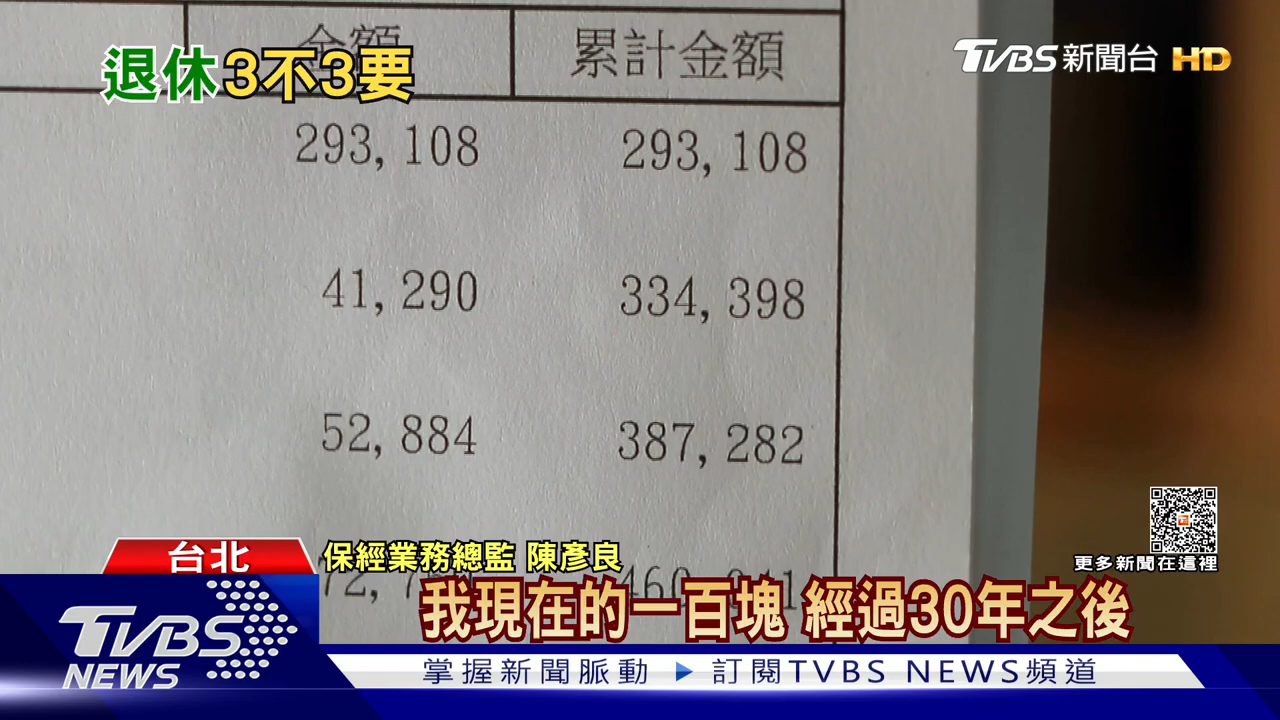 退休3不3要
TVBS新聞台 HD
金額 累計金額
293,108 293,108
41,290 334,398
52,884 387,282
更多新聞在這裡
台北
保經業務總監 陳彥良
我現在的一百塊 經過30年之後
TVBS
NEWS
掌握新聞脈動 訂閱TVBS NEWS頻道